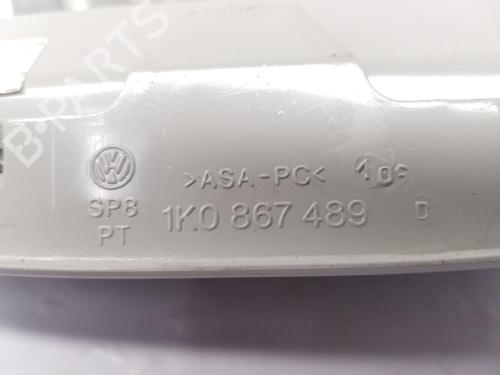 B-PARTS
>ASA-PC<
SP8
PT
1K0 867 489 D